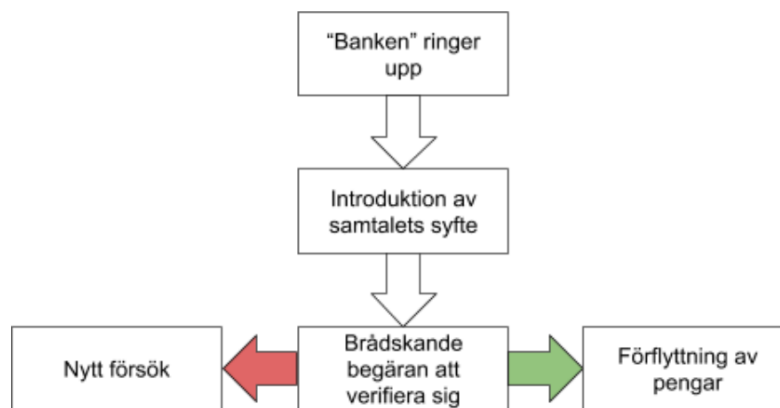 “Banken” ringer
upp
Introduktion av
samtalets syfte
Nytt försök
Brådskande
begäran att
verifiera sig
Förflyttning av
pengar